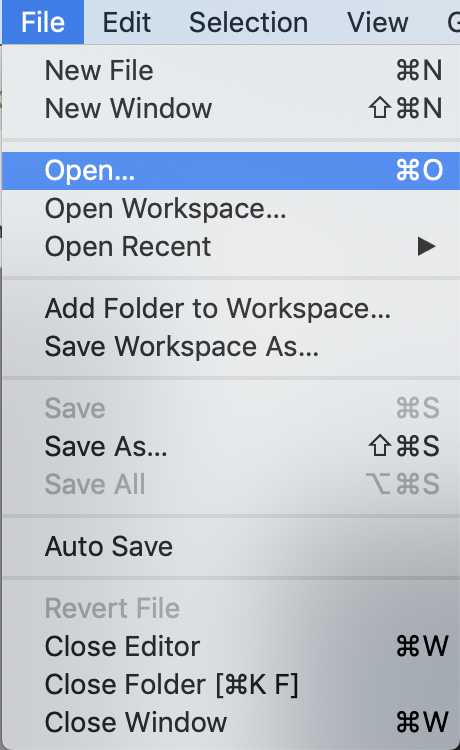 File Edit Selection View G
New File ⌘N
New Window ⇧⌘N
Open... ⌘O
Open Workspace...
Open Recent ▶
Add Folder to Workspace...
Save Workspace As...
Save ⌘S
Save As... ⇧⌘S
Save All ⌥⌘S
Auto Save
Revert File
Close Editor ⌘W
Close Folder [⌘K F]
Close Window ⌘W